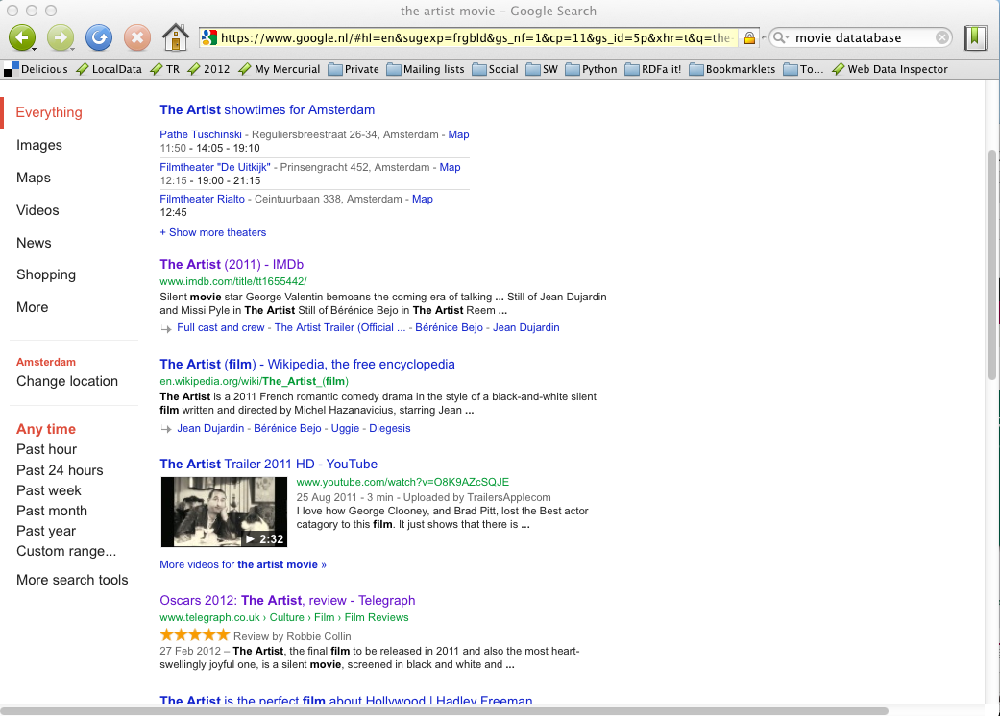 the artist movie – Google Search
https://www.google.nl/#hl=en&sugexp=frgbld&gs_nf=1&cp=11&gs_id=5p&xhr=t&q=the-
movie datatabase
Delicious LocalData TR 2012 My Mercurial Private Mailing lists Social SW Python RDFa it! Bookmarklets To... Web Data Inspector
Everything
Images
Maps
Videos
News
Shopping
More
Amsterdam
Change location
Any time
Past hour
Past 24 hours
Past week
Past month
Past year
Custom range...
More search tools
The Artist showtimes for Amsterdam
Pathe Tuschinski - Reguliersbreestraat 26-34, Amsterdam - Map
11:50 - 14:05 - 19:10
Filmtheater "De Uitkijk" - Prinsengracht 452, Amsterdam - Map
12:15 - 19:00 - 21:15
Filmtheater Rialto - Ceintuurbaan 338, Amsterdam - Map
12:45
+ Show more theaters
The Artist (2011) - IMDb
www.imdb.com/title/tt1655442/
Silent movie star George Valentin bemoans the coming era of talking ... Still of Jean Dujardin
and Missi Pyle in The Artist Still of Bérénice Bejo in The Artist Reem ...
Full cast and crew - The Artist Trailer (Official ... - Bérénice Bejo - Jean Dujardin
The Artist (film) - Wikipedia, the free encyclopedia
en.wikipedia.org/wiki/The_Artist_(film)
The Artist is a 2011 French romantic comedy drama in the style of a black-and-white silent
film written and directed by Michel Hazanavicius, starring Jean ...
Jean Dujardin - Bérénice Bejo - Uggie - Diegesis
The Artist Trailer 2011 HD - YouTube
www.youtube.com/watch?v=O8K9AZcSQJE
25 Aug 2011 - 3 min - Uploaded by TrailersApplecom
I love how George Clooney, and Brad Pitt, lost the Best actor
catagory to this film. It just shows that there is ...
2:32
More videos for the artist movie »
Oscars 2012: The Artist, review - Telegraph
www.telegraph.co.uk › Culture › Film › Film Reviews
Review by Robbie Collin
27 Feb 2012 – The Artist, the final film to be released in 2011 and also the most heart-
swellingly joyful one, is a silent movie, screened in black and white and ...
The Artist is the perfect film about Hollywood | Hadley Freeman